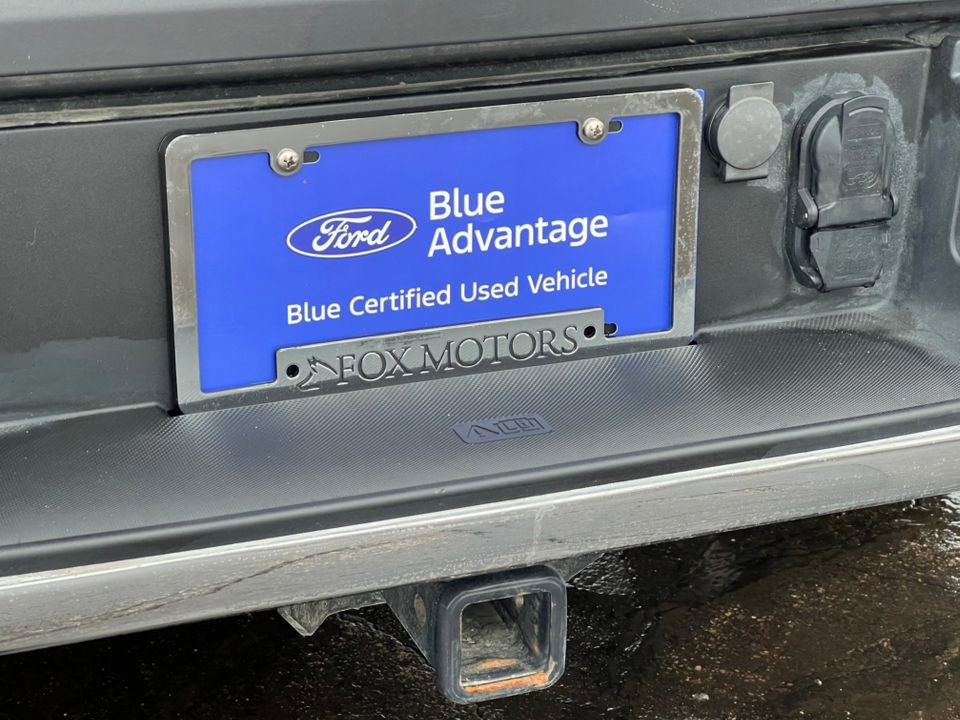 Ford
Blue
Advantage
Blue Certified Used Vehicle
FOX MOTORS